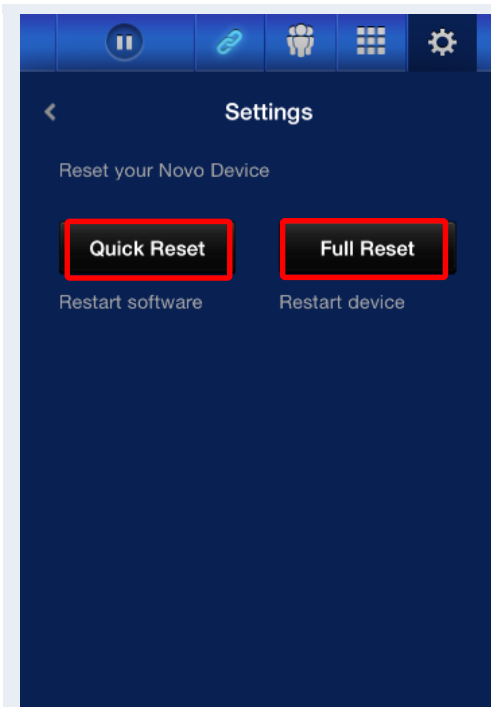 Settings
Reset your Novo Device
Quick Reset
Full Reset
Restart software
Restart device